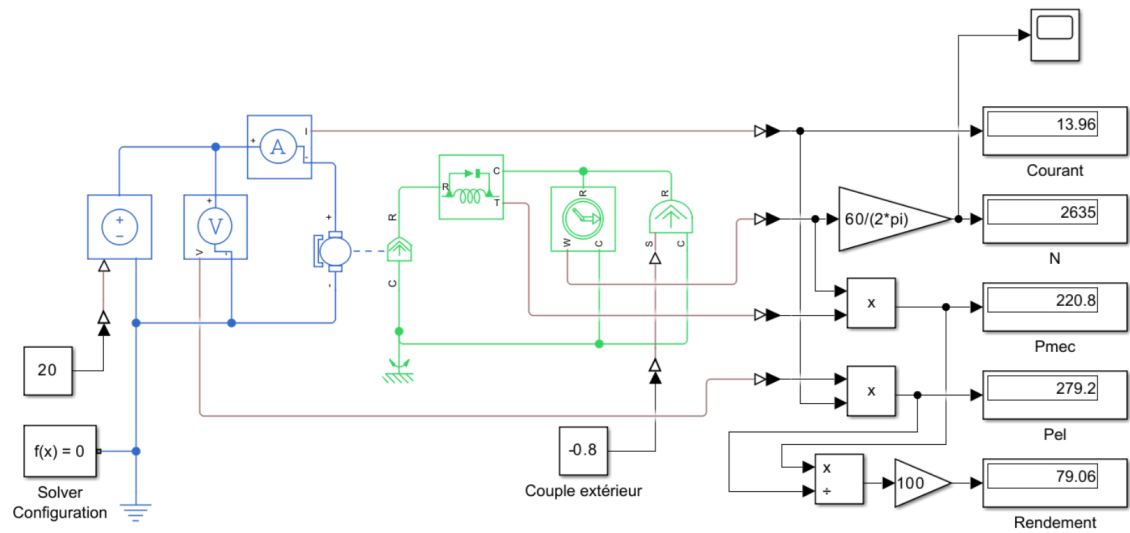 I
+
A
-
13.96
Courant
+
-
+
V
V
-
+
-
R
C
R
C
T
R
W
C
R
S
C
60/(2*pi)
2635
N
x
220.8
Pmec
20
x
279.2
Pel
f(x) = 0
Solver
Configuration
-0.8
Couple extérieur
x
÷
100
79.06
Rendement